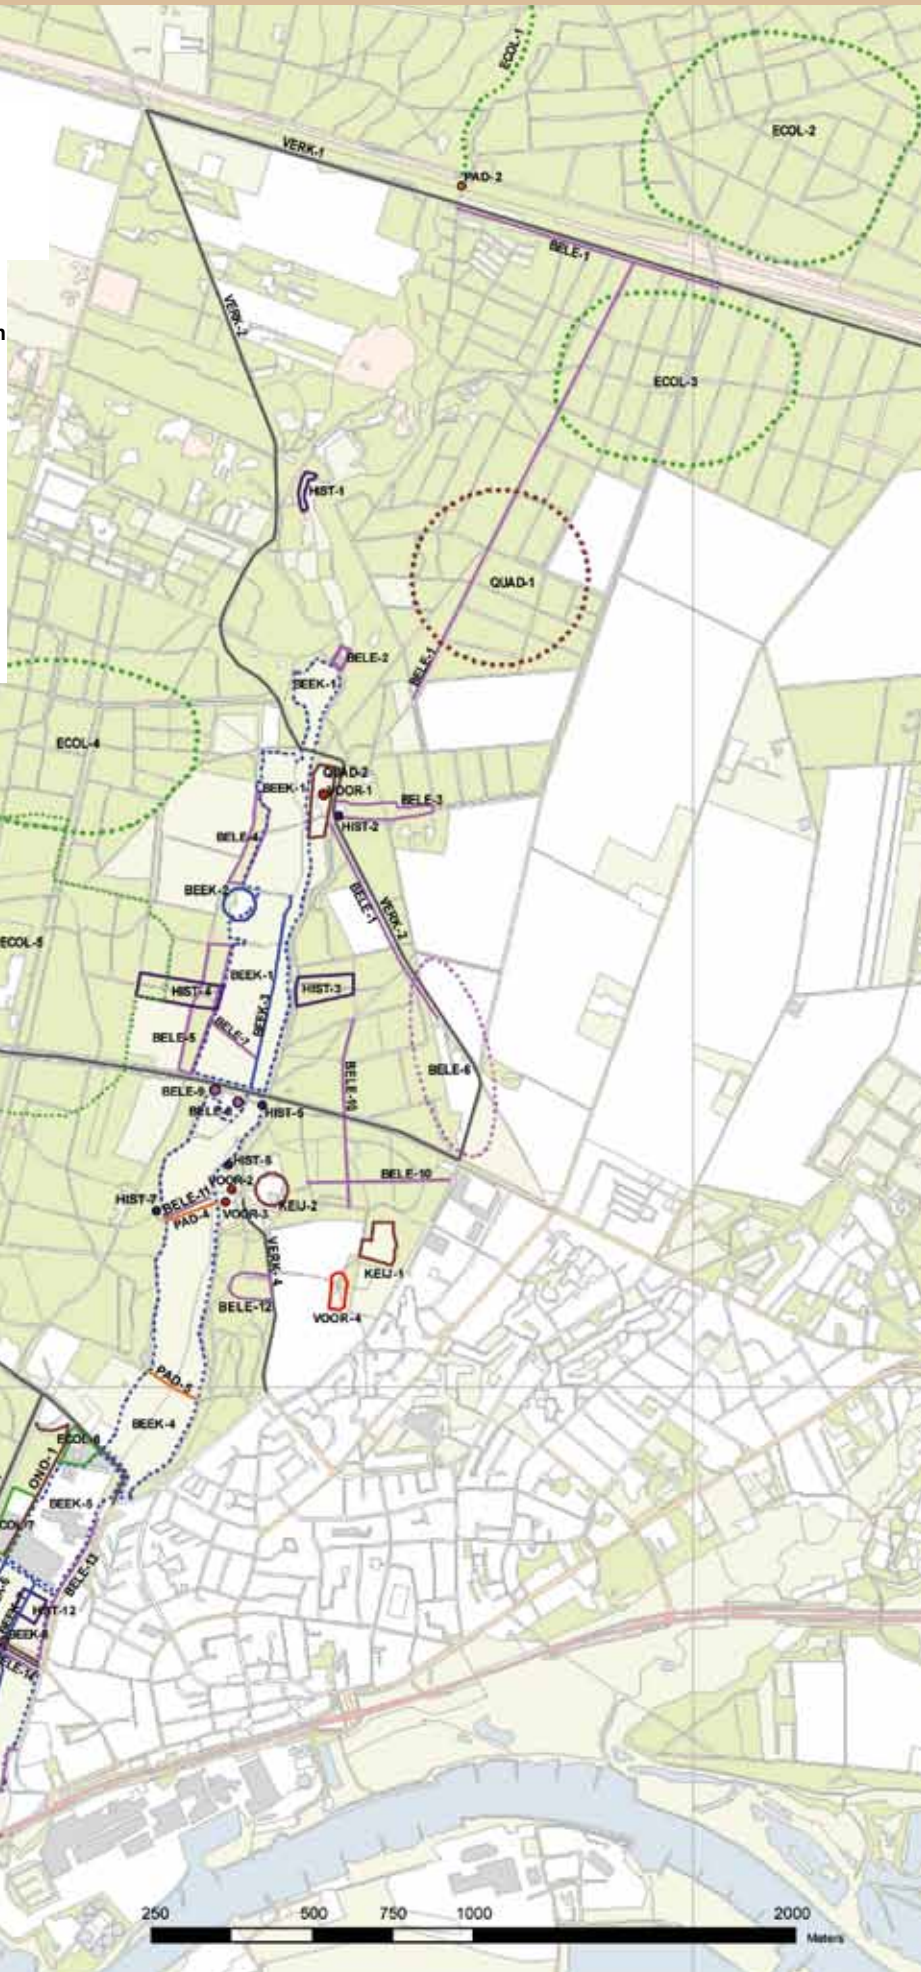 ECOL-1
ECOL-2
VERK-1
PAD-2
BELE-1
VERK-2
n
ECOL-3
HIST-1
QUAD-1
BELE-2
BELE-1
BEEK-1
ECOL-4
QUAD-2
BEEK-1
VOOR-1
BELE-3
HIST-2
BELE-4
BEEK-2
BELE-1
ECOL-5
BEEK-1
HIST-4
HIST-3
BEEK-3
BELE-7
BELE-5
BELE-6
BELE-10
BELE-9
BELE-8
HIST-5
VOOR-2
BELE-10
HIST-7
BELE-11
KEIJ-2
VOOR-3
PAD-4
VERK-4
KEIJ-1
BELE-12
VOOR-4
PAD-5
BEEK-4
ECOL-6
ONO-1
BEEK-5
BELE-13
HIST-12
250 500 750 1000 2000
Meters